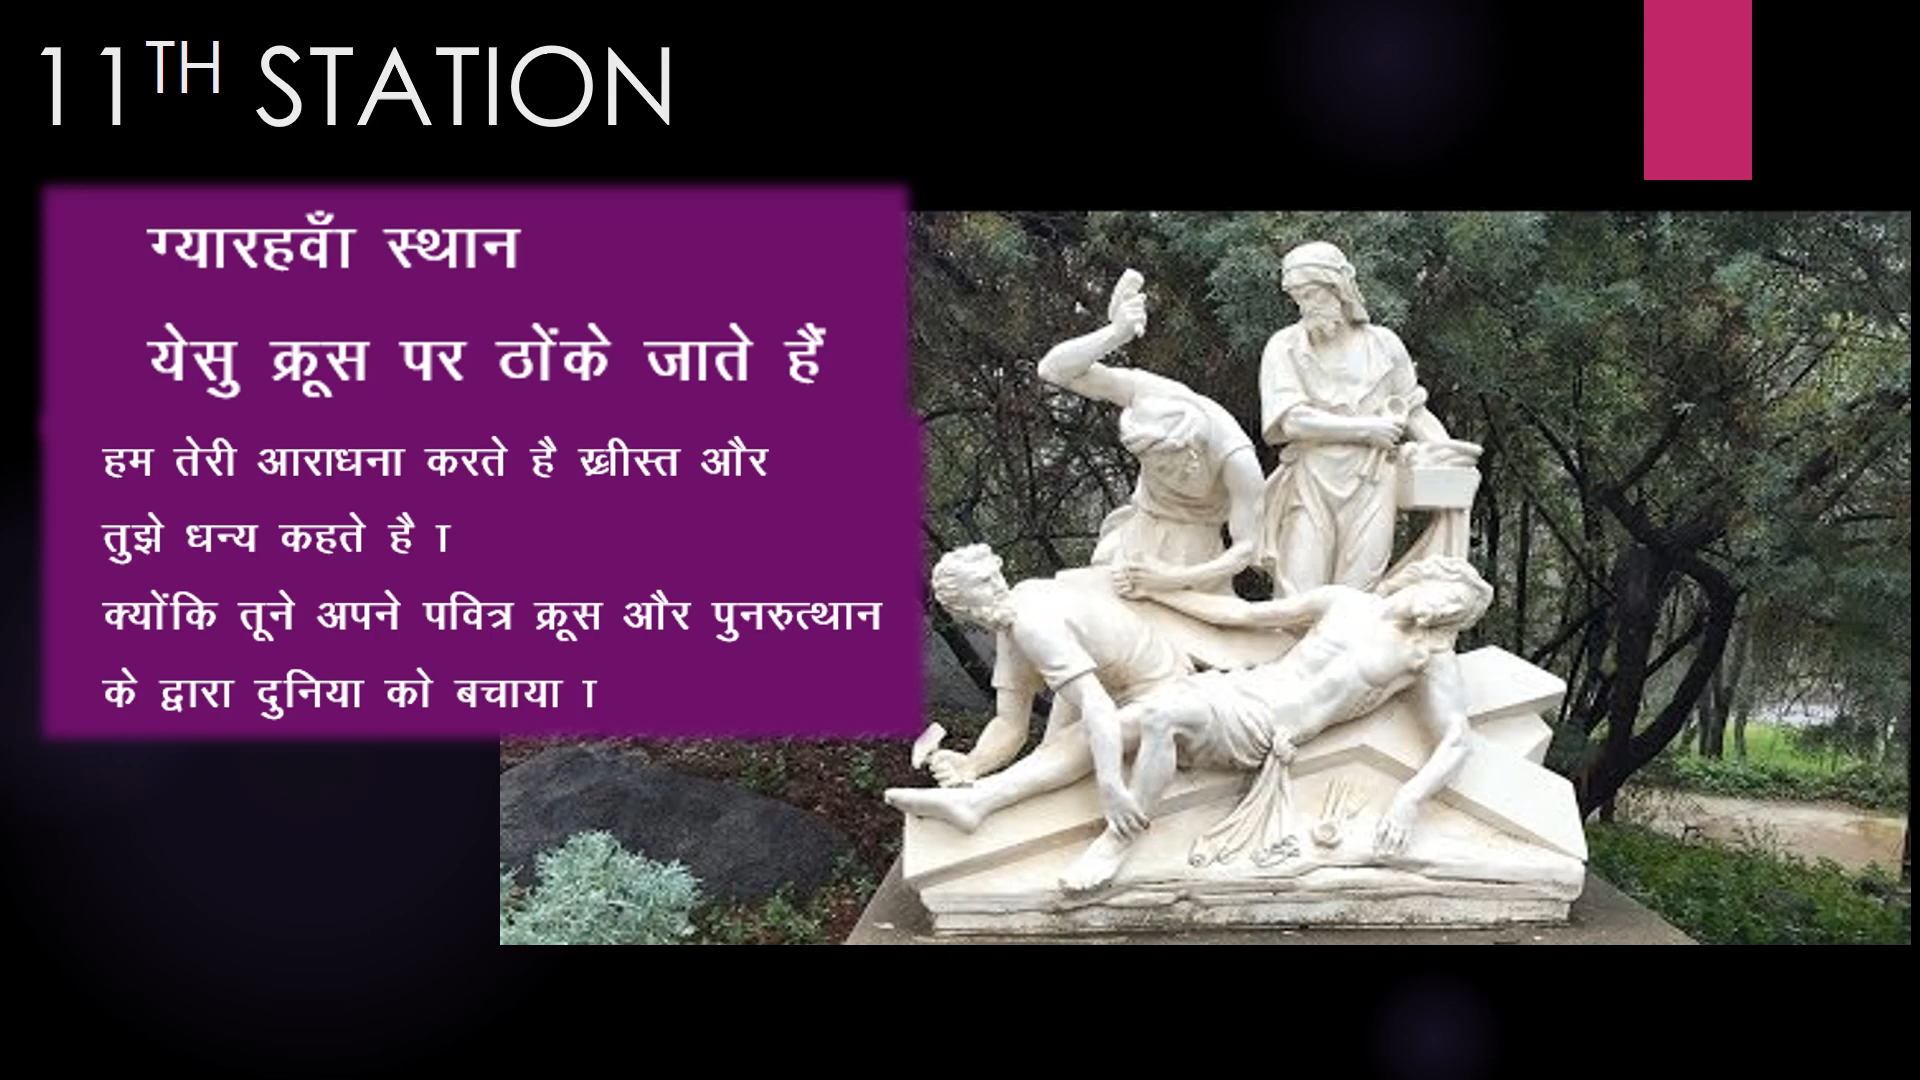 11TH STATION
ग्यारहवाँ स्थान
येसु क्रूस पर ठोंके जाते हैं
हम तेरी आराधना करते है ख्रीस्त और
तुझे धन्य कहते है ा
क्योंकि तूने अपने पवित्र क्रूस और पुनरुत्थान
के द्वारा दुनिया को बचाया ा